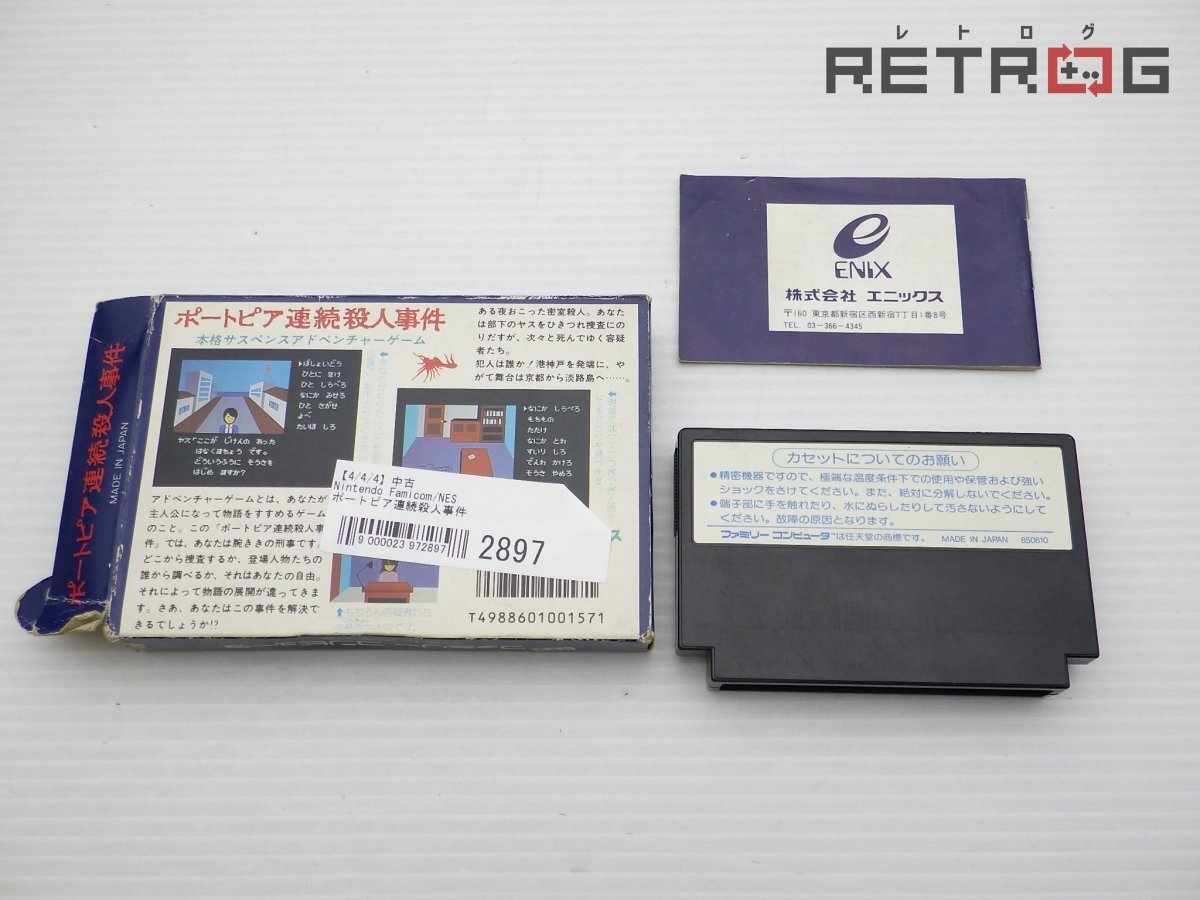 レトログ
RETROG
ENIX
株式会社 エニックス
〒160 東京都新宿区西新宿7丁目1番8号
TEL. 03-366-4345
ポートピア連続殺人事件
MADE IN JAPAN
ポートピア連続殺人事件
本格サスペンスアドベンチャーゲーム
ある夜おこった密室殺人。あなた
は部下のヤスをひきつれ捜査にの
りだすが、次々と死んでゆく容疑
者たち。
犯人は誰か!港神戸を発端に、や
がて舞台は京都から淡路島へ……。
ばしょいどう
ひとに きけ
ひと しらべろ
なにか みせろ
ひと さがせ
よべ
たいほ しろ
ヤス「ここが じけんの あった
はなくまちょう です。
どういうふうに そうさを
はじめ ますか?
なにか しらべろ
もちもの
たたけ
なにか とれ
すいり しろ
でんわ かけろ
そうさ やめろ
【4/4/4】中古
Nintendo Famicom/NES
ポートピア連続殺人事件
9 000023 972897
2897
アドベンチャーゲームとは、あなたが
主人公になって物語をすすめるゲーム
のこと。この「ポートピア連続殺人事
件」では、あなたは腕ききの刑事です。
どこから捜査するか、登場人物たちの
誰から調べるか、それはあなたの自由。
それによって物語の展開が違ってきま
す。さあ、あなたはこの事件を解決で
きるでしょうか!?
T4988601001571
カセットについてのお願い
●精密機器ですので、極端な温度条件下での使用や保管および強い
ショックをさけてください。また、絶対に分解しないでください。
●端子部に手を触れたり、水にぬらしたりして汚さないようにして
ください。故障の原因となります。
ファミリーコンピュータ™は任天堂の商標です。 MADE IN JAPAN 850610